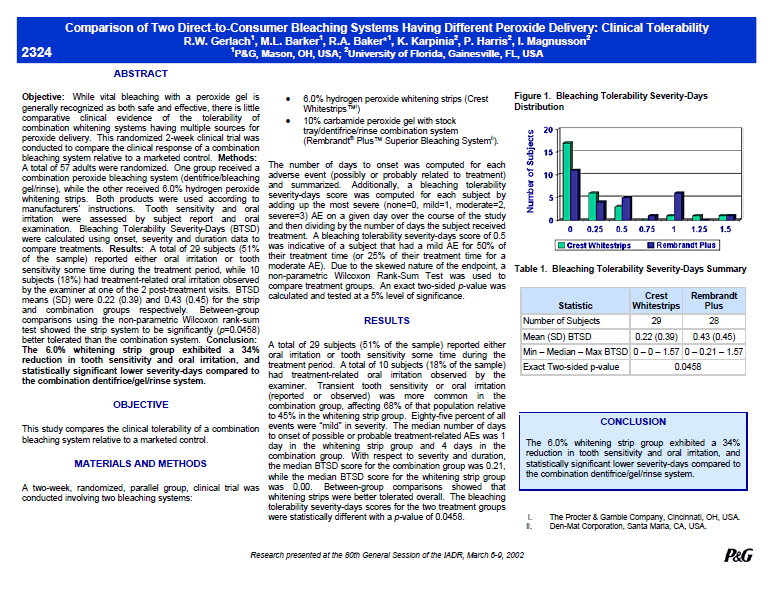 Comparison of Two Direct-to-Consumer Bleaching Systems Having Different Peroxide Delivery: Clinical Tolerability
R.W. Gerlach¹, M.L. Barker¹, R.A. Baker*¹, K. Karpinia², P. Harris², I. Magnusson²
2324
¹P&G, Mason, OH, USA; ²University of Florida, Gainesville, FL, USA
ABSTRACT
Objective: While vital bleaching with a peroxide gel is
generally recognized as both safe and effective, there is little
comparative clinical evidence of the tolerability of
combination whitening systems having multiple sources for
peroxide delivery. This randomized 2-week clinical trial was
conducted to compare the clinical response of a combination
bleaching system relative to a marketed control. Methods:
A total of 57 adults were randomized. One group received a
combination peroxide bleaching system (dentifrice/bleaching
gel/rinse), while the other received 6.0% hydrogen peroxide
whitening strips. Both products were used according to
manufacturers' instructions. Tooth sensitivity and oral
irritation were assessed by subject report and oral
examination. Bleaching Tolerability Severity-Days (BTSD)
were calculated using onset, severity and duration data to
compare treatments. Results: A total of 29 subjects (51%
of the sample) reported either oral irritation or tooth
sensitivity some time during the treatment period, while 10
subjects (18%) had treatment-related oral irritation observed
by the examiner at one of the 2 post-treatment visits. BTSD
means (SD) were 0.22 (0.39) and 0.43 (0.45) for the strip
and combination groups respectively. Between-group
comparisons using the non-parametric Wilcoxon rank-sum
test showed the strip system to be significantly (p=0.0458)
better tolerated than the combination system. Conclusion:
The 6.0% whitening strip group exhibited a 34%
reduction in tooth sensitivity and oral irritation, and
statistically significant lower severity-days compared to
the combination dentifrice/gel/rinse system.
OBJECTIVE
This study compares the clinical tolerability of a combination
bleaching system relative to a marketed control.
MATERIALS AND METHODS
A two-week, randomized, parallel group, clinical trial was
conducted involving two bleaching systems:
• 6.0% hydrogen peroxide whitening strips (Crest
Whitestrips™ⁱ)
• 10% carbamide peroxide gel with stock
tray/dentifrice/rinse combination system
(Rembrandt® Plus™ Superior Bleaching Systemⁱⁱ).
The number of days to onset was computed for each
adverse event (possibly or probably related to treatment)
and summarized. Additionally, a bleaching tolerability
severity-days score was computed for each subject by
adding up the most severe (none=0, mild=1, moderate=2,
severe=3) AE on a given day over the course of the study
and then dividing by the number of days the subject received
treatment. A bleaching tolerability severity-days score of 0.5
was indicative of a subject that had a mild AE for 50% of
their treatment time (or 25% of their treatment time for a
moderate AE). Due to the skewed nature of the endpoint, a
non-parametric Wilcoxon Rank-Sum Test was used to
compare treatment groups. An exact two-sided p-value was
calculated and tested at a 5% level of significance.
RESULTS
A total of 29 subjects (51% of the sample) reported either
oral irritation or tooth sensitivity some time during the
treatment period. A total of 10 subjects (18% of the sample)
had treatment-related oral irritation observed by the
examiner. Transient tooth sensitivity or oral irritation
(reported or observed) was more common in the
combination group, affecting 68% of that population relative
to 45% in the whitening strip group. Eighty-five percent of all
events were "mild" in severity. The median number of days
to onset of possible or probable treatment-related AEs was 1
day in the whitening strip group and 4 days in the
combination group. With respect to severity and duration,
the median BTSD score for the combination group was 0.21,
while the median BTSD score for the whitening strip group
was 0.00. Between-group comparisons showed that
whitening strips were better tolerated overall. The bleaching
tolerability severity-days scores for the two treatment groups
were statistically different with a p-value of 0.0458.
Figure 1. Bleaching Tolerability Severity-Days
Distribution
Number of Subjects
20
15
10
5
0
0 0.25 0.5 0.75 1 1.25 1.5
Crest Whitestrips Rembrandt Plus
Table 1. Bleaching Tolerability Severity-Days Summary
Statistic Crest Whitestrips Rembrandt Plus
Number of Subjects 29 28
Mean (SD) BTSD 0.22 (0.39) 0.43 (0.45)
Min – Median – Max BTSD 0 – 0 – 1.57 0 – 0.21 – 1.57
Exact Two-sided p-value 0.0458
CONCLUSION
The 6.0% whitening strip group exhibited a 34%
reduction in tooth sensitivity and oral irritation, and
statistically significant lower severity-days compared to
the combination dentifrice/gel/rinse system.
I. The Procter & Gamble Company, Cincinnati, OH, USA.
II. Den-Mat Corporation, Santa Maria, CA, USA.
Research presented at the 80th General Session of the IADR, March 6-9, 2002
P&G